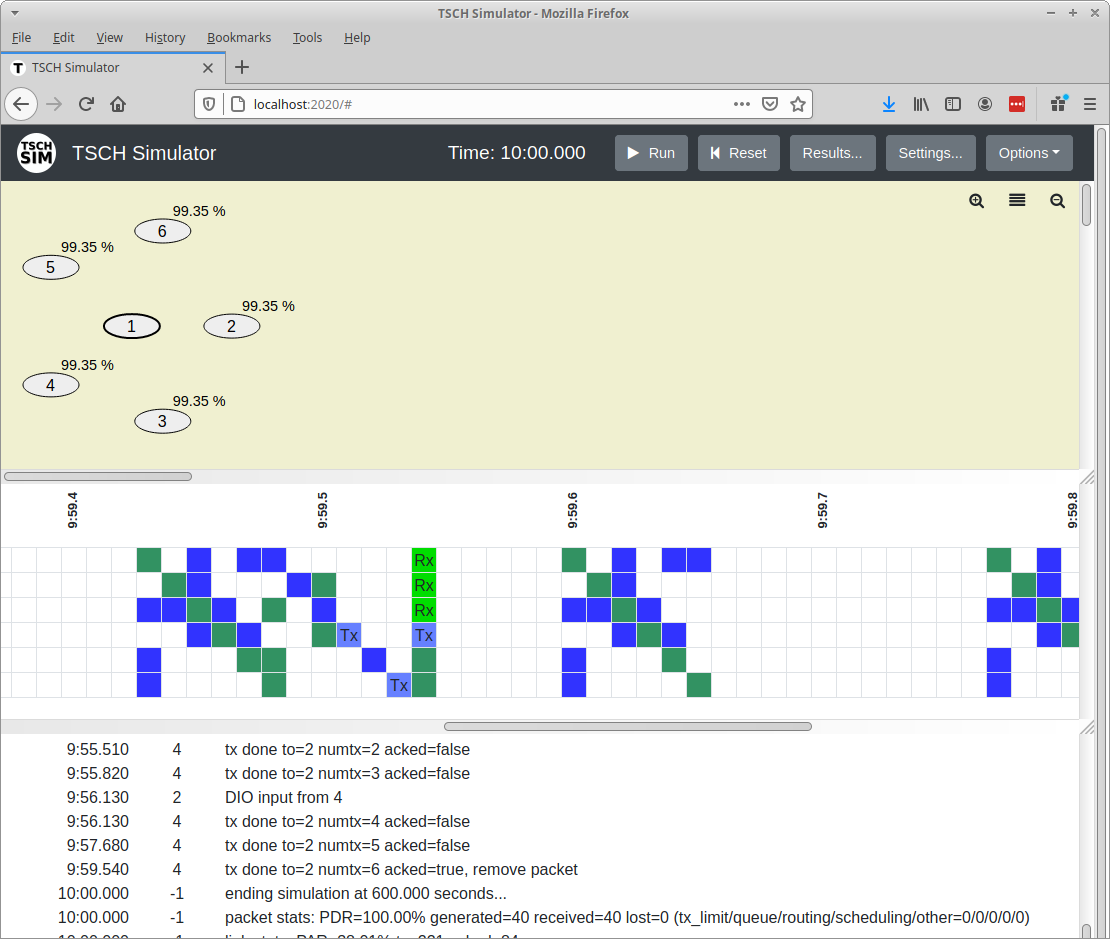 TSCH Simulator - Mozilla Firefox
File Edit View History Bookmarks Tools Help
T TSCH Simulator
localhost:2020/#
TSCH SIM TSCH Simulator Time: 10:00.000 Run Reset Results... Settings... Options
99.35 %
6
99.35 %
5
99.35 %
1 2
99.35 %
4
99.35 %
3
9:59.4 9:59.5 9:59.6 9:59.7 9:59.8
Rx
Rx
Rx
Tx Tx
Tx
9:55.510 4 tx done to=2 numtx=2 acked=false
9:55.820 4 tx done to=2 numtx=3 acked=false
9:56.130 2 DIO input from 4
9:56.130 4 tx done to=2 numtx=4 acked=false
9:57.680 4 tx done to=2 numtx=5 acked=false
9:59.540 4 tx done to=2 numtx=6 acked=true, remove packet
10:00.000 -1 ending simulation at 600.000 seconds...
10:00.000 -1 packet stats: PDR=100.00% generated=40 received=40 lost=0 (tx_limit/queue/routing/scheduling/other=0/0/0/0/0)